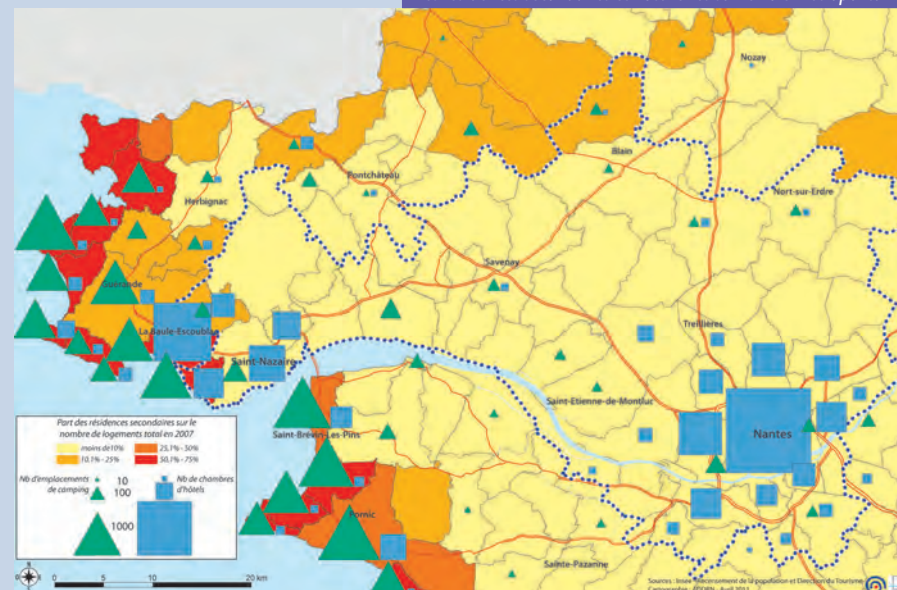 Nozay
Blain
Pontchâteau
Nort-sur-Erdre
Herbignac
Savenay
Guérande
Treillières
La Baule-Escoublac
Saint-Nazaire
Saint-Etienne-de-Montluc
Nantes
Saint-Brévin-Les-Pins
Pornic
Sainte-Pazanne
Part des résidences secondaires sur le
nombre de logements total en 2007
moins de 10%
25,1% - 50%
10,1% - 25%
50,1% - 75%
Nb d'emplacements
de camping
10
100
1000
Nb de chambres
d'hôtels
0 5 10 20 km
Sources : Insee - Recensement de la population et Direction du Tourisme